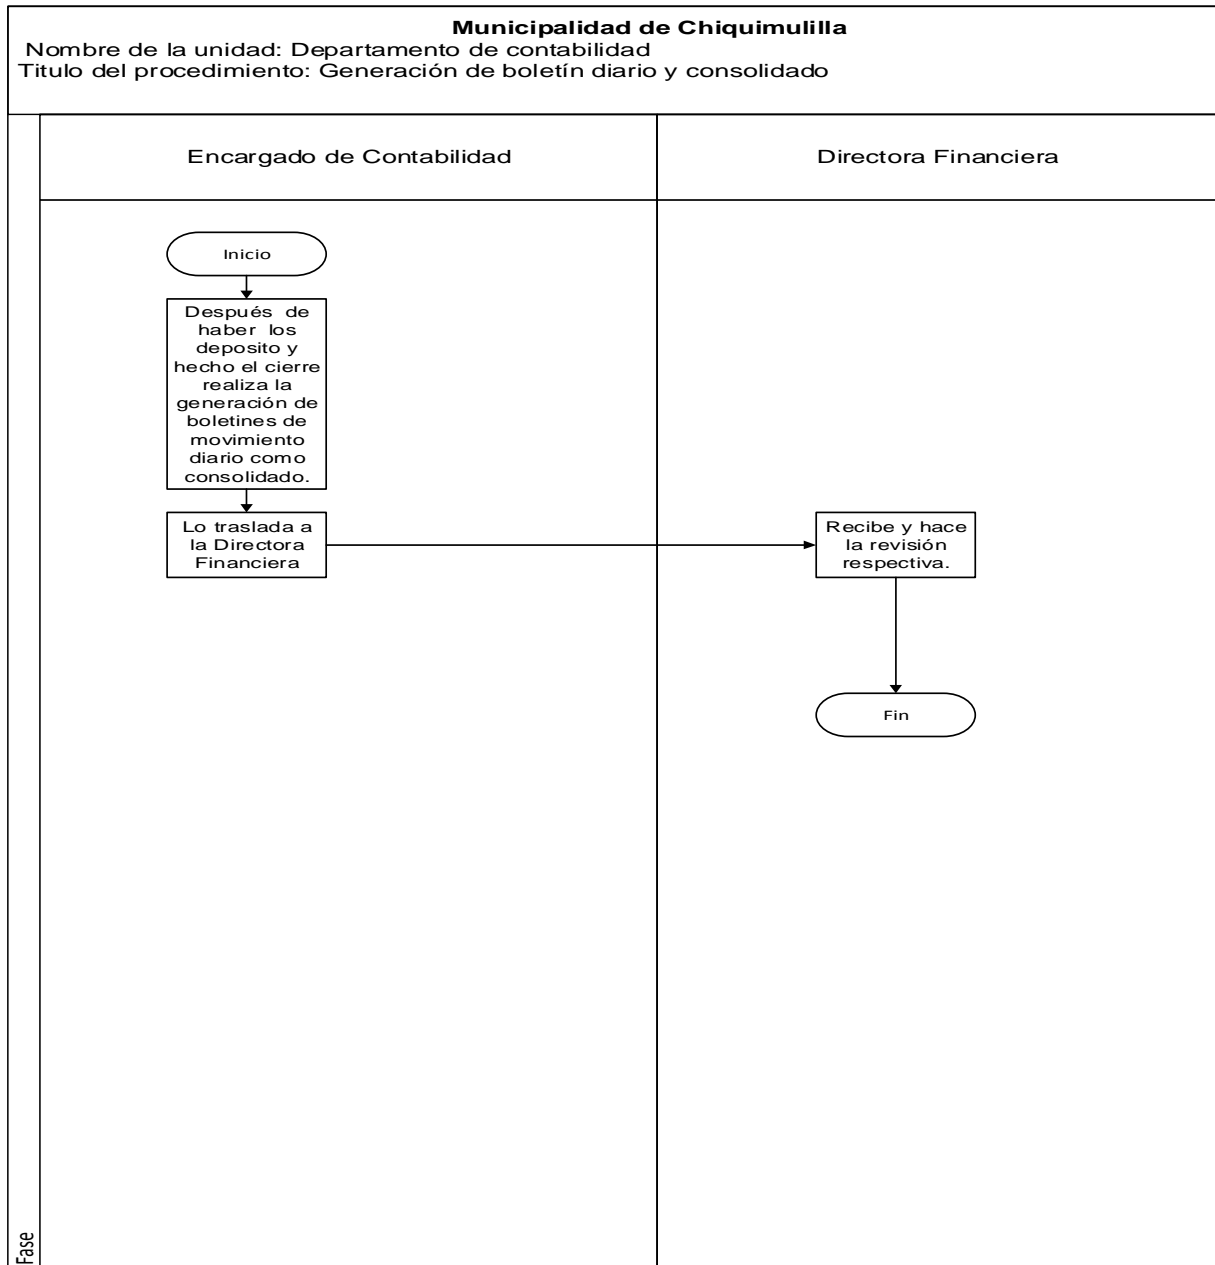 Municipalidad de Chiquimulilla
Nombre de la unidad: Departamento de contabilidad
Titulo del procedimiento: Generación de boletín diario y consolidado
Encargado de Contabilidad
Directora Financiera
Inicio
Después de
haber los
deposito y
hecho el cierre
realiza la
generación de
boletines de
movimiento
diario como
consolidado.
Lo traslada a
la Directora
Financiera
Recibe y hace
la revisión
respectiva.
Fin
Fase